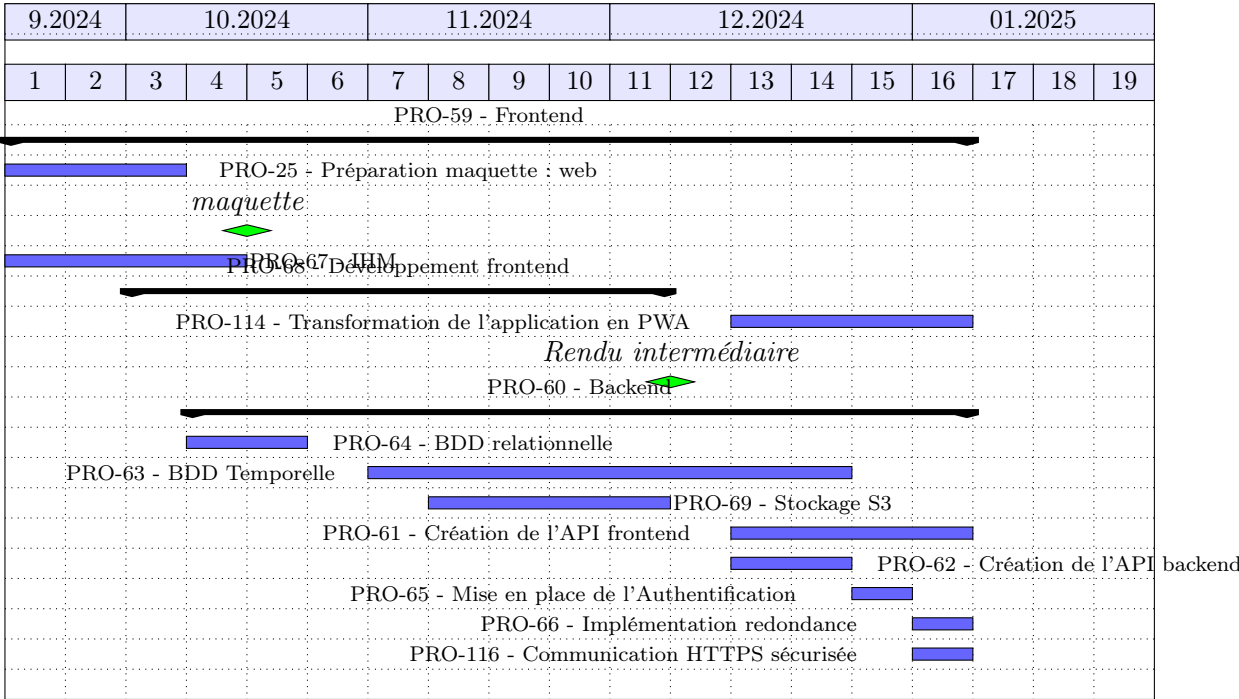 9.2024 10.2024 11.2024 12.2024 01.2025
1 2 3 4 5 6 7 8 9 10 11 12 13 14 15 16 17 18 19
PRO-59 - Frontend
PRO-25 - Préparation maquette : web
maquette
PRO-67 - IHM
PRO-68 - Développement frontend
PRO-114 - Transformation de l'application en PWA
Rendu intermédiaire
PRO-60 - Backend
PRO-64 - BDD relationnelle
PRO-63 - BDD Temporelle
PRO-69 - Stockage S3
PRO-61 - Création de l'API frontend
PRO-62 - Création de l'API backend
PRO-65 - Mise en place de l'Authentification
PRO-66 - Implémentation redondance
PRO-116 - Communication HTTPS sécurisée